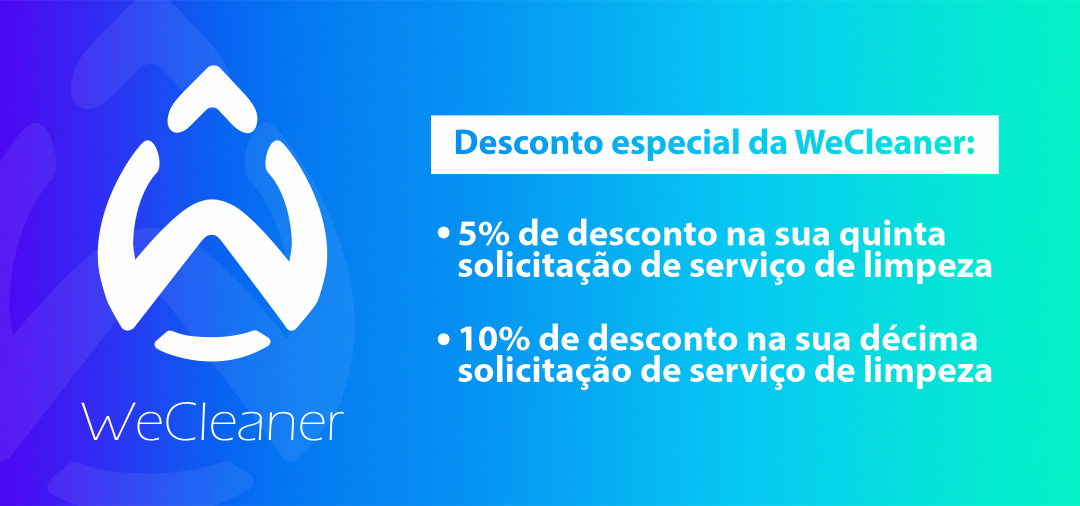 WeCleaner
Desconto especial da WeCleaner:
• 5% de desconto na sua quinta
solicitação de serviço de limpeza
• 10% de desconto na sua décima
solicitação de serviço de limpeza